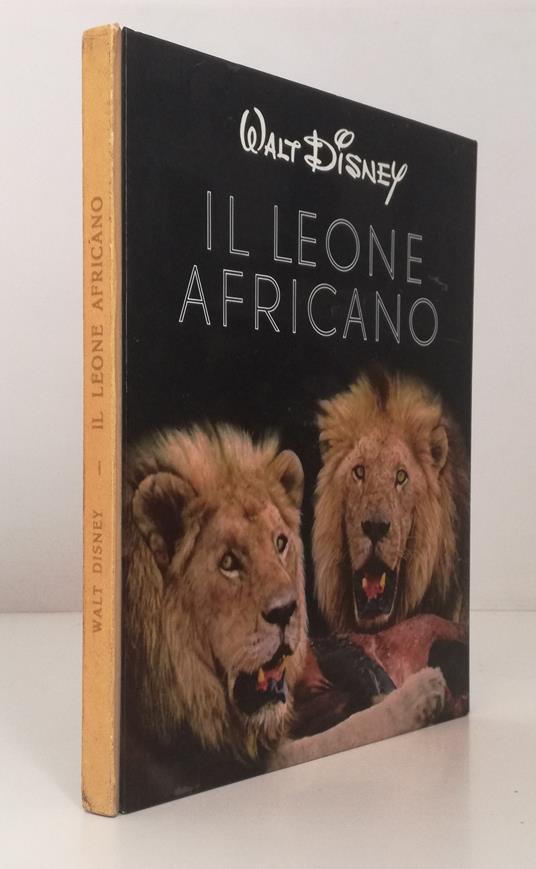 WALT DISNEY
IL LEONE
AFRICANO
WALT DISNEY — IL LEONE AFRICANO